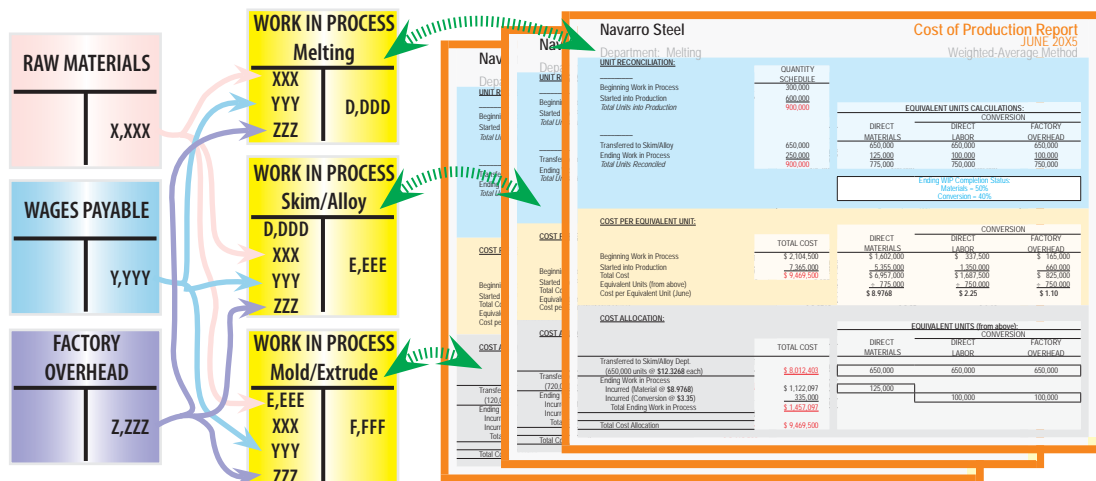 RAW MATERIALS
X,XXX
WAGES PAYABLE
Y,YYY
FACTORY
OVERHEAD
Z,ZZZ
WORK IN PROCESS
Melting
XXX
YYY
ZZZ
D,DDD
WORK IN PROCESS
Skim/Alloy
D,DDD
XXX
YYY
ZZZ
E,EEE
WORK IN PROCESS
Mold/Extrude
E,EEE
XXX
YYY
ZZZ
F,FFF
Navarro Steel
Cost of Production Report
JUNE 20X5
Department: Melting
Weighted-Average Method
UNIT RECONCILIATION:
QUANTITY
SCHEDULE
Beginning Work in Process 300,000
Started into Production 600,000
Total Units into Production 900,000
EQUIVALENT UNITS CALCULATIONS:
CONVERSION
DIRECT DIRECT FACTORY
MATERIALS LABOR OVERHEAD
Transferred to Skim/Alloy 650,000 650,000 650,000 650,000
Ending Work in Process 250,000 125,000 100,000 100,000
Total Units Reconciled 900,000 775,000 750,000 750,000
Ending WIP Completion Status:
Materials = 50%
Conversion = 40%
COST PER EQUIVALENT UNIT:
CONVERSION
TOTAL COST DIRECT DIRECT FACTORY
MATERIALS LABOR OVERHEAD
Beginning Work in Process $ 2,104,500 $ 1,602,000 $ 337,500 $ 165,000
Started into Production 7,365,000 5,355,000 1,350,000 660,000
Total Cost $ 9,469,500 $ 6,957,000 $ 1,687,500 $ 825,000
Equivalent Units (from above) ÷ 775,000 ÷ 750,000 ÷ 750,000
Cost per Equivalent Unit (June) $ 8.9768 $ 2.25 $ 1.10
COST ALLOCATION:
EQUIVALENT UNITS (from above):
CONVERSION
TOTAL COST DIRECT DIRECT FACTORY
MATERIALS LABOR OVERHEAD
Transferred to Skim/Alloy Dept.
(650,000 units @ $12.3268 each) $ 8,012,403 650,000 650,000 650,000
Ending Work in Process
Incurred (Material @ $8.9768) $ 1,122,097 125,000
Incurred (Conversion @ $3.35) 335,000 100,000 100,000
Total Ending Work in Process $ 1,457,097
Total Cost Allocation $ 9,469,500